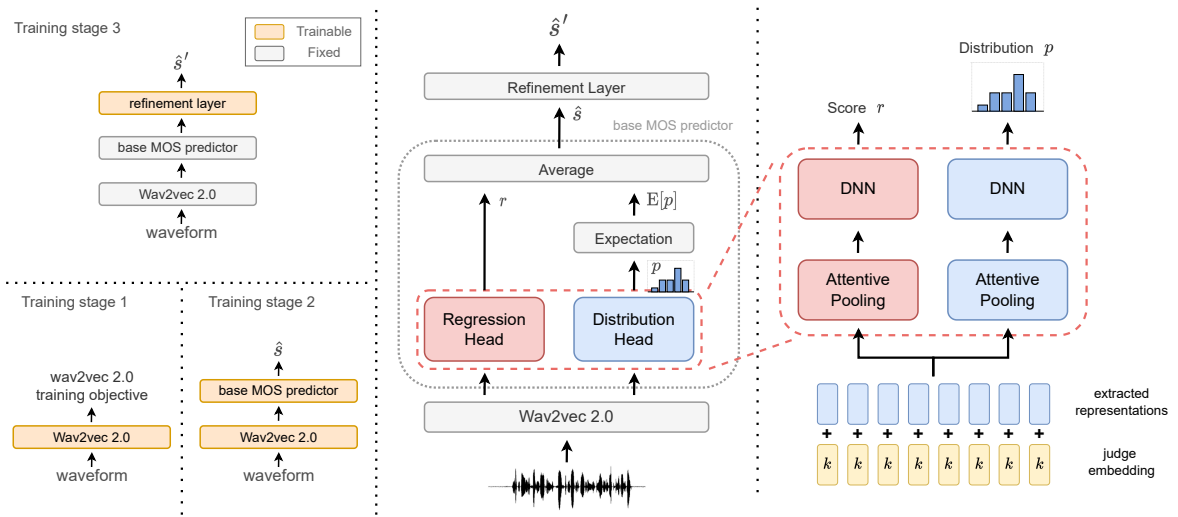 Training stage 3
Trainable
Fixed
ŝ′
refinement layer
base MOS predictor
Wav2vec 2.0
waveform
Training stage 1
wav2vec 2.0
training objective
Wav2vec 2.0
waveform
Training stage 2
ŝ
base MOS predictor
Wav2vec 2.0
waveform
ŝ′
Refinement Layer
ŝ
base MOS predictor
Average
r
E[p]
Expectation
p
Regression
Head
Distribution
Head
Wav2vec 2.0
Distribution p
Score r
DNN
DNN
Attentive
Pooling
Attentive
Pooling
extracted
representations
+ + + + + + + +
k k k k k k k k
judge
embedding